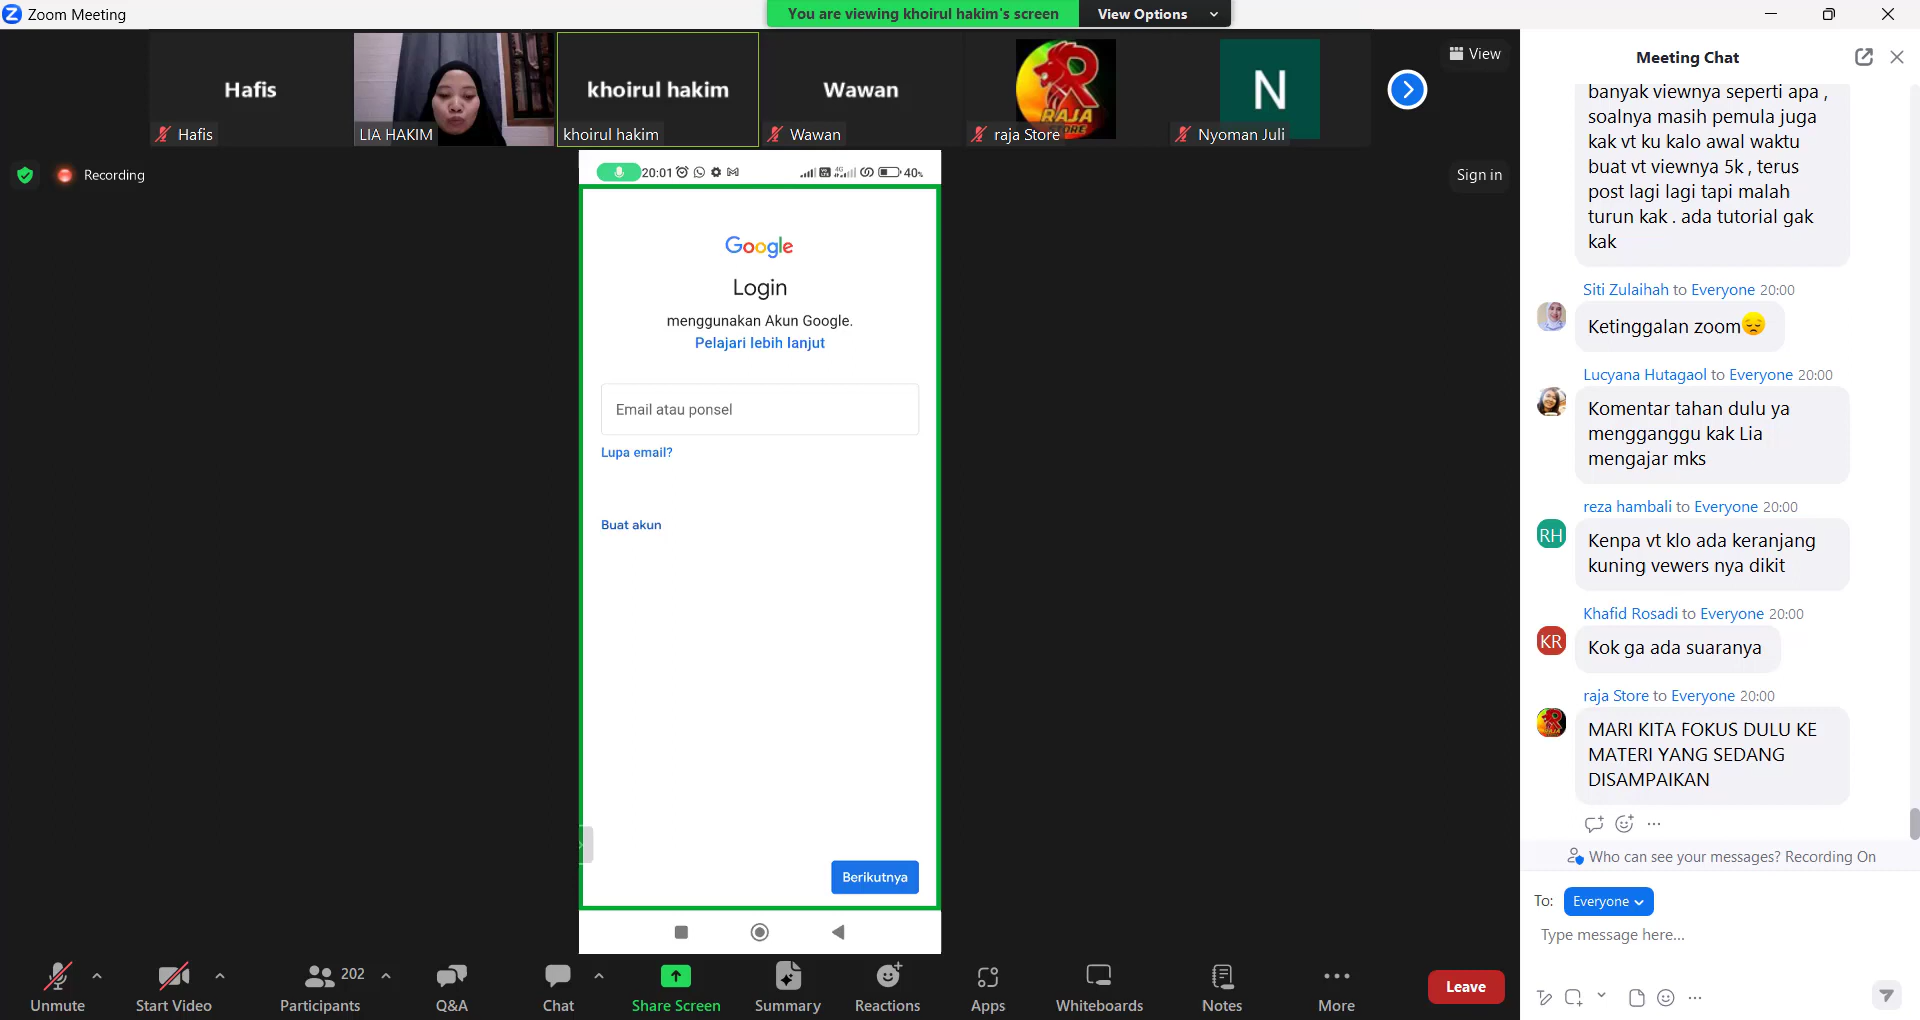 Zoom Meeting
You are viewing khoirul hakim's screen
View Options
Hafis
Hafis
LIA HAKIM
khoirul hakim
khoirul hakim
Wawan
Wawan
RAJA
raja Store
N
Nyoman Juli
View
Recording
Sign in
20:01
40%
Google
Login
menggunakan Akun Google.
Pelajari lebih lanjut
Email atau ponsel
Lupa email?
Buat akun
Berikutnya
Meeting Chat
banyak viewnya seperti apa ,
soalnya masih pemula juga
kak vt ku kalo awal waktu
buat vt viewnya 5k , terus
post lagi lagi tapi malah
turun kak . ada tutorial gak
kak
Siti Zulaihah to Everyone 20:00
Ketinggalan zoom😞
Lucyana Hutagaol to Everyone 20:00
Komentar tahan dulu ya
mengganggu kak Lia
mengajar mks
reza hambali to Everyone 20:00
RH
Kenpa vt klo ada keranjang
kuning vewers nya dikit
Khafid Rosadi to Everyone 20:00
KR
Kok ga ada suaranya
raja Store to Everyone 20:00
MARI KITA FOKUS DULU KE
MATERI YANG SEDANG
DISAMPAIKAN
Who can see your messages? Recording On
To: Everyone
Type message here...
Unmute
Start Video
202
Participants
Q&A
Chat
Share Screen
Summary
Reactions
Apps
Whiteboards
Notes
More
Leave